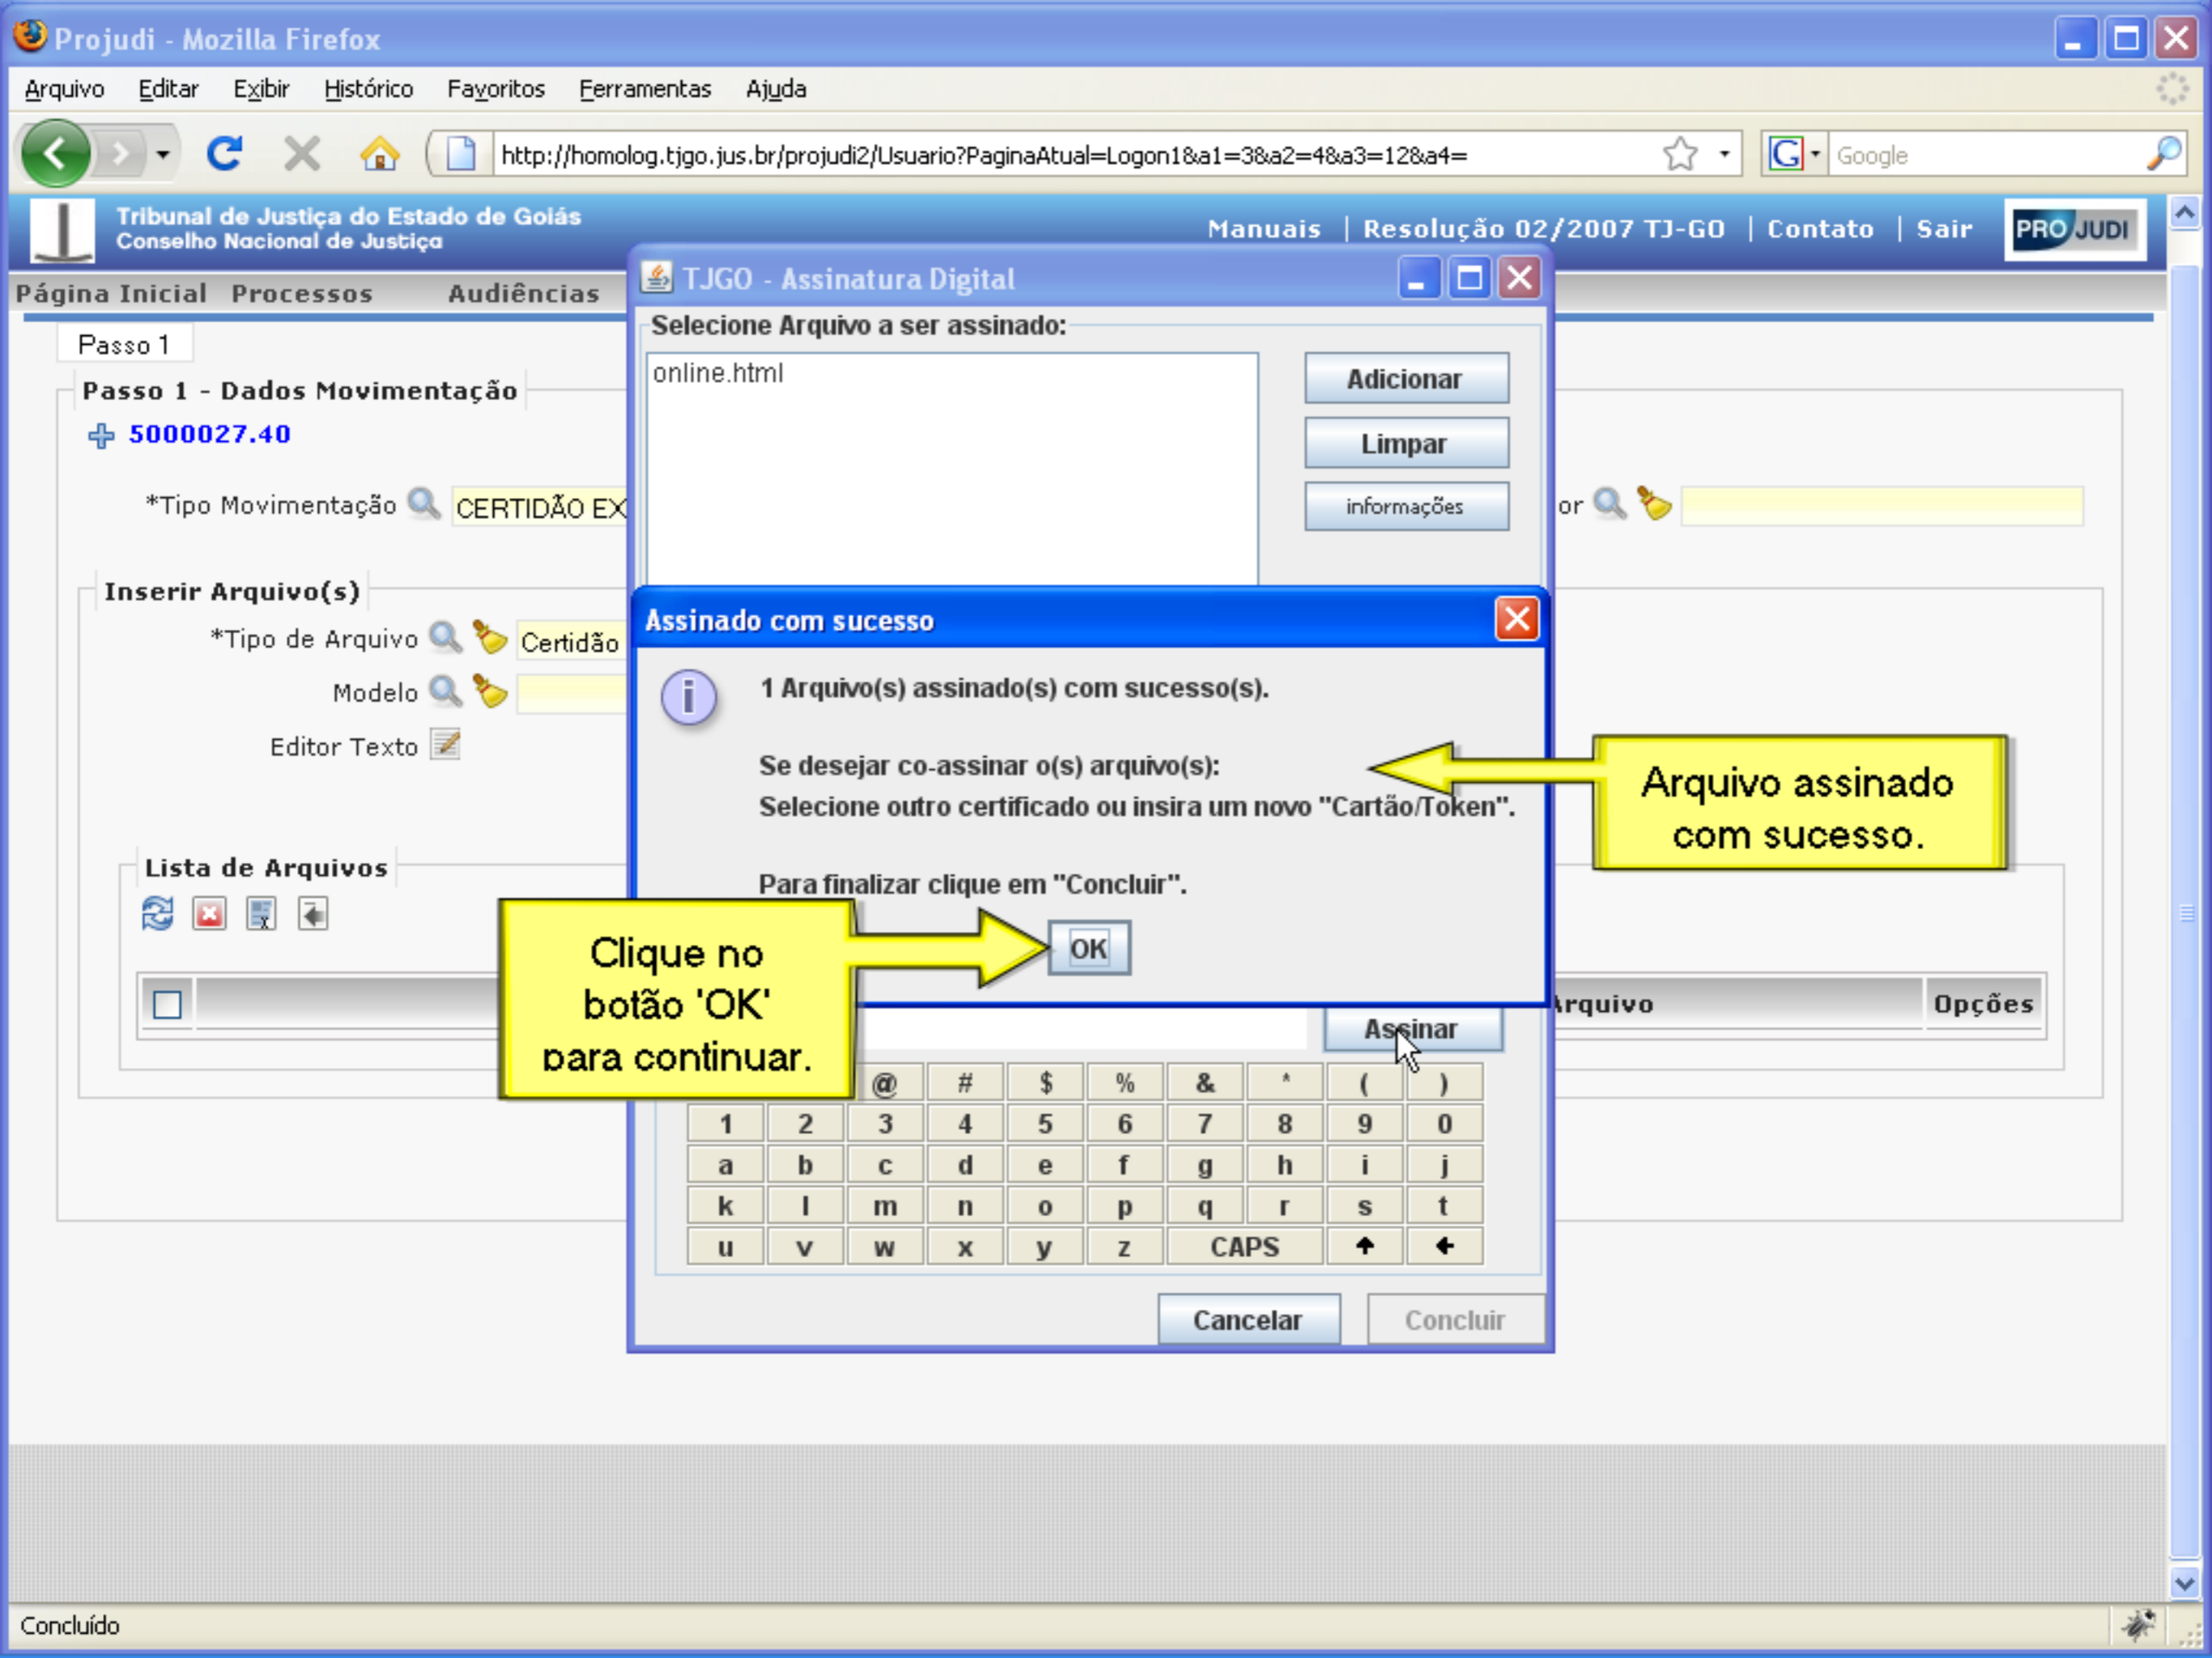 Projudi - Mozilla Firefox
Arquivo Editar Exibir Histórico Favoritos Ferramentas Ajuda
http://homolog.tjgo.jus.br/projudi2/Usuario?PaginaAtual=Logon1&a1=3&a2=4&a3=12&a4=
G Google
Tribunal de Justiça do Estado de Goiás
Conselho Nacional de Justiça
Manuais | Resolução 02/2007 TJ-GO | Contato | Sair
PROJUDI
Página Inicial Processos Audiências
Passo 1
Passo 1 - Dados Movimentação
5000027.40
*Tipo Movimentação CERTIDÃO EX
or
Inserir Arquivo(s)
*Tipo de Arquivo Certidão
Modelo
Editor Texto
Lista de Arquivos
Arquivo Opções
TJGO - Assinatura Digital
Selecione Arquivo a ser assinado:
online.html
Adicionar
Limpar
informações
Assinado com sucesso
1 Arquivo(s) assinado(s) com sucesso(s).
Se desejar co-assinar o(s) arquivo(s):
Selecione outro certificado ou insira um novo "Cartão/Token".
Para finalizar clique em "Concluir".
OK
Arquivo assinado
com sucesso.
Clique no
botão 'OK'
para continuar.
Assinar
@ # $ % & * ( )
1 2 3 4 5 6 7 8 9 0
a b c d e f g h i j
k l m n o p q r s t
u v w x y z CAPS
Cancelar Concluir
Concluído